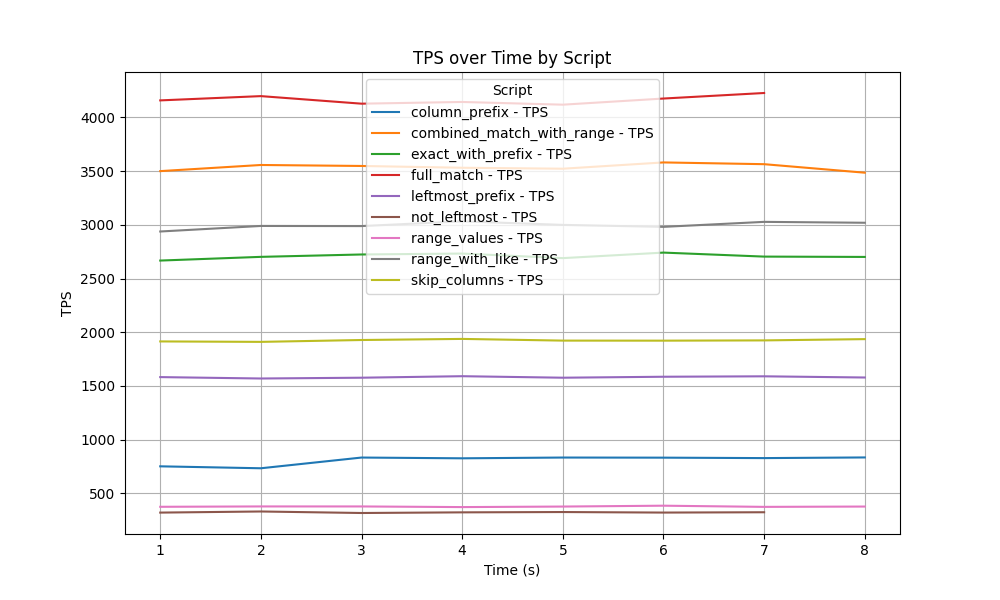 TPS over Time by Script
Script
column_prefix - TPS
combined_match_with_range - TPS
exact_with_prefix - TPS
full_match - TPS
leftmost_prefix - TPS
not_leftmost - TPS
range_values - TPS
range_with_like - TPS
skip_columns - TPS
TPS
4000
3500
3000
2500
2000
1500
1000
500
1 2 3 4 5 6 7 8
Time (s)